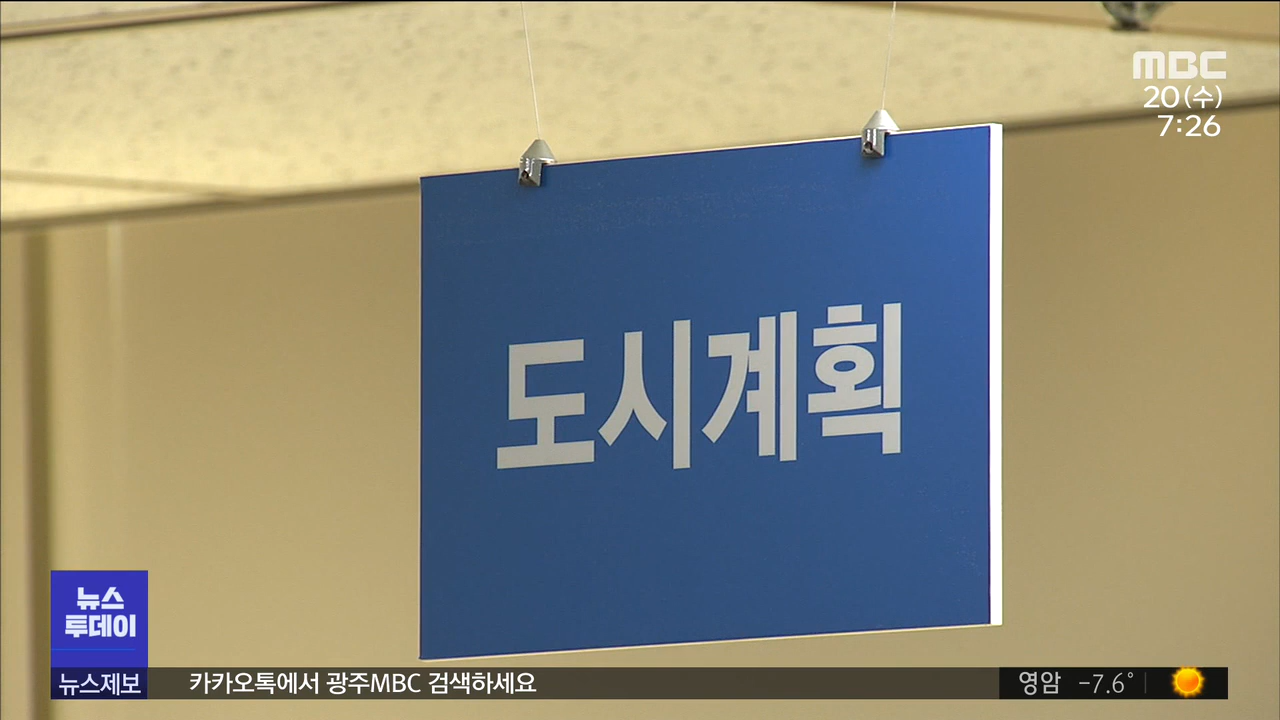 MBC
20(수)
7:26
도시계획
뉴스
투데이
뉴스제보
카카오톡에서 광주MBC 검색하세요
영암 -7.6°